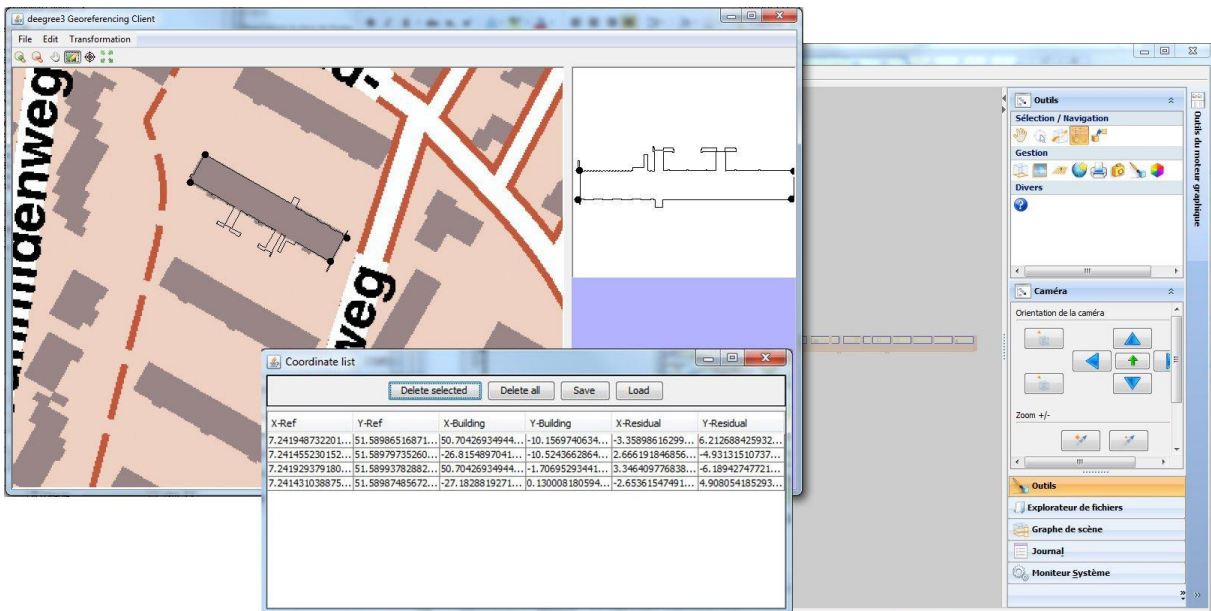 deegree3 Georeferencing Client
File Edit Transformation
weg
Coordinate list
Delete selected Delete all Save Load
X-Ref Y-Ref X-Building Y-Building X-Residual Y-Residual
7.241948732201... 51.58986516871... 50.70426934944... -10.1569740634... -3.35898616299... 6.212688425932...
7.241455230152... 51.58979735260... -26.8154897041... -10.5243662864... 2.666191846856... -4.93131510737...
7.241929379180... 51.58993782882... 50.70426934944... -1.70695293441... 3.346409776838... -6.18942747721...
7.241431038875... 51.58987485672... -27.1828819271... 0.130008180594... -2.65361547491... 4.908054185293...
Outils
Sélection / Navigation
Gestion
Divers
Caméra
Orientation de la caméra
Zoom +/-
Outils
Explorateur de fichiers
Graphe de scène
Journal
Moniteur Système
Outils du moteur graphique